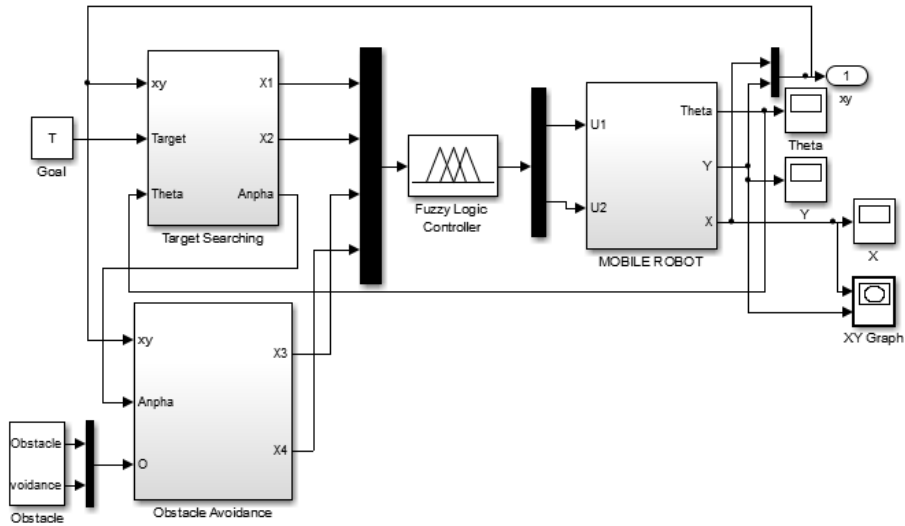 xy
X1
T
Target
X2
Goal
Theta
Anpha
Target Searching
Fuzzy Logic
Controller
U1
U2
Theta
Y
X
MOBILE ROBOT
1
xy
Theta
Y
X
XY Graph
xy
X3
Anpha
X4
O
Obstacle Avoidance
Obstacle
voidance
Obstacle